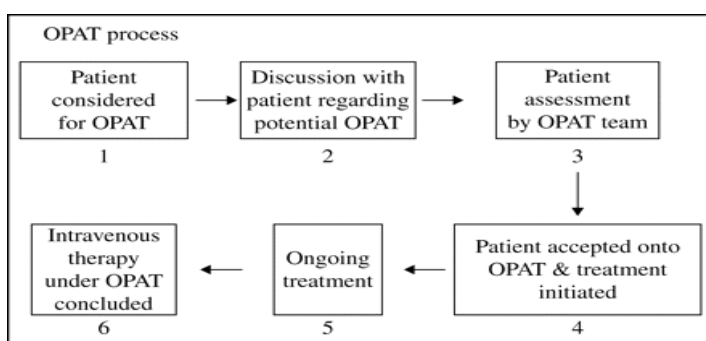 OPAT process
Patient
considered
for OPAT
1
Discussion with
patient regarding
potential OPAT
2
Patient
assessment
by OPAT team
3
Patient accepted onto
OPAT & treatment
initiated
4
Ongoing
treatment
5
Intravenous
therapy
under OPAT
concluded
6